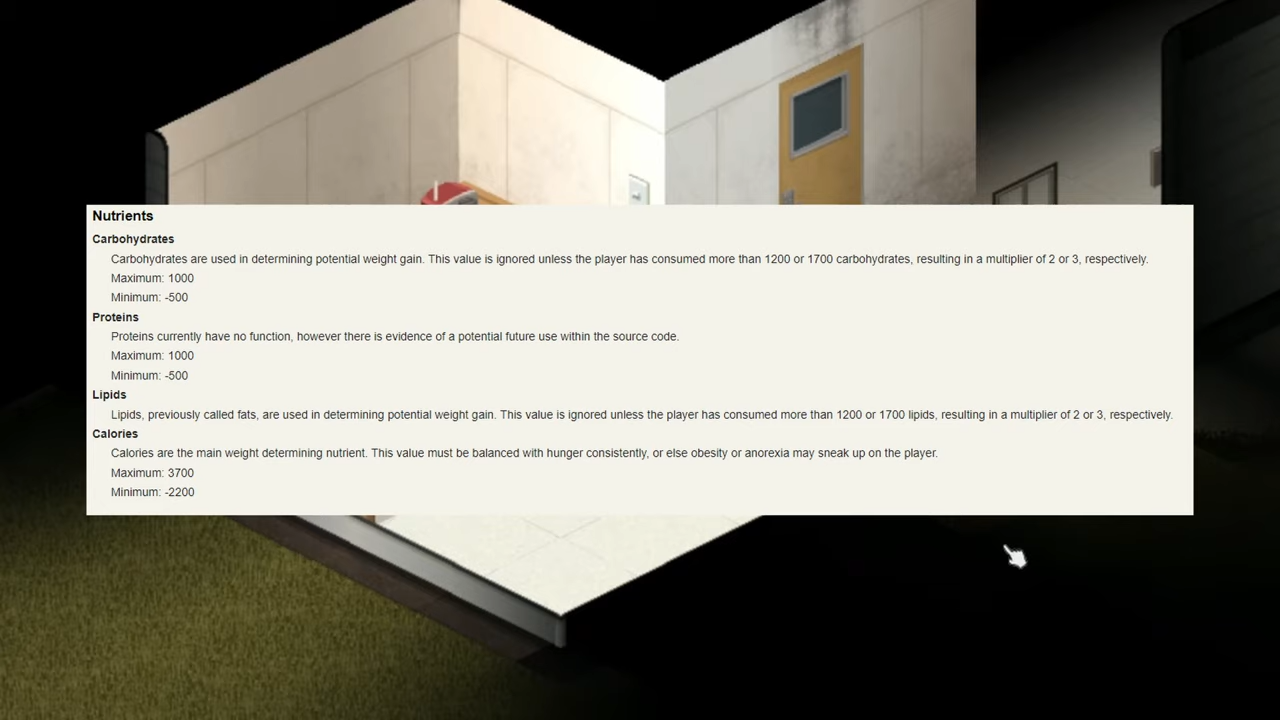 Nutrients
Carbohydrates
Carbohydrates are used in determining potential weight gain. This value is ignored unless the player has consumed more than 1200 or 1700 carbohydrates, resulting in a multiplier of 2 or 3, respectively.
Maximum: 1000
Minimum: -500
Proteins
Proteins currently have no function, however there is evidence of a potential future use within the source code.
Maximum: 1000
Minimum: -500
Lipids
Lipids, previously called fats, are used in determining potential weight gain. This value is ignored unless the player has consumed more than 1200 or 1700 lipids, resulting in a multiplier of 2 or 3, respectively.
Calories
Calories are the main weight determining nutrient. This value must be balanced with hunger consistently, or else obesity or anorexia may sneak up on the player.
Maximum: 3700
Minimum: -2200